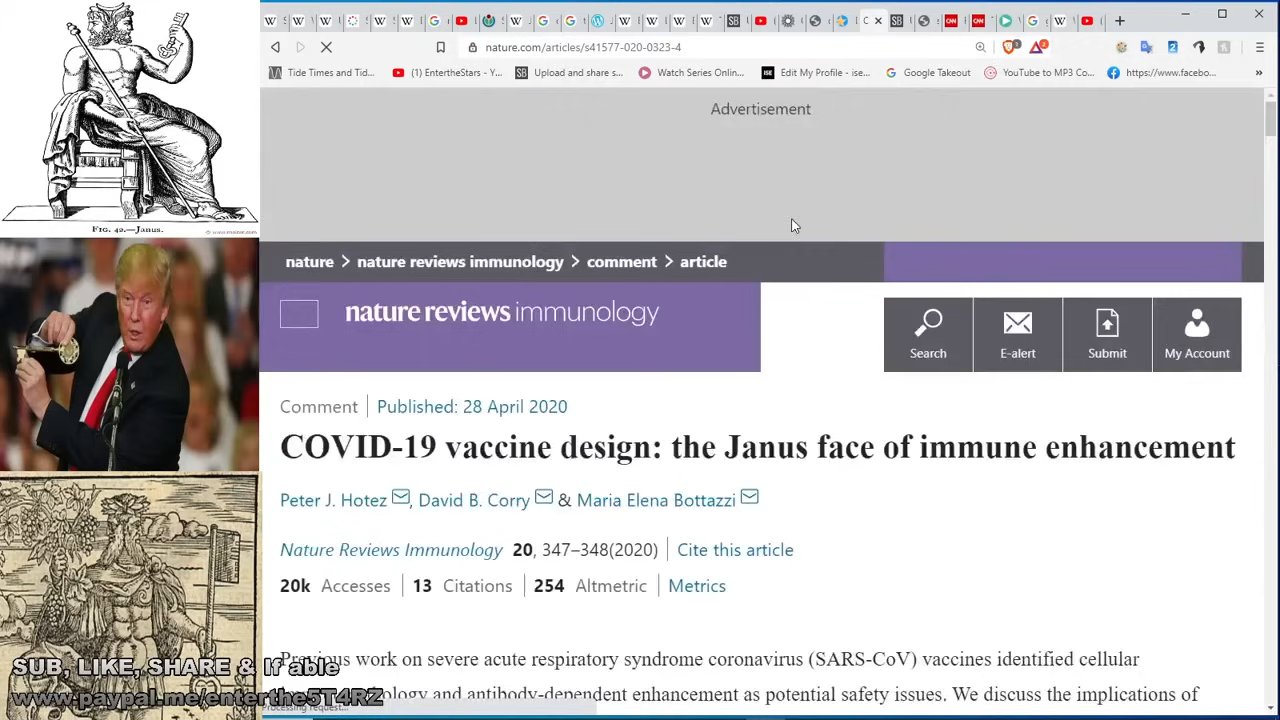 nature.com/articles/s41577-020-0323-4
Tide Times and Tid...
(1) EntertheStars - Y...
Upload and share s...
Watch Series Onlin...
Edit My Profile - ise...
Google Takeout
YouTube to MP3 Co...
https://www.facebo...
Advertisement
nature > nature reviews immunology > comment > article
nature reviews immunology
Search
E-alert
Submit
My Account
Comment | Published: 28 April 2020
COVID-19 vaccine design: the Janus face of immune enhancement
Peter J. Hotez, David B. Corry & Maria Elena Bottazzi
Nature Reviews Immunology 20, 347–348(2020) | Cite this article
20k Accesses | 13 Citations | 254 Altmetric | Metrics
Previous work on severe acute respiratory syndrome coronavirus (SARS-CoV) vaccines identified cellular
and antibody-dependent enhancement as potential safety issues. We discuss the implications of
Processing request...
FIG. 49.—Janus.
SUB, LIKE, SHARE & If able
www.paypal.me/enterthe5T4RZ